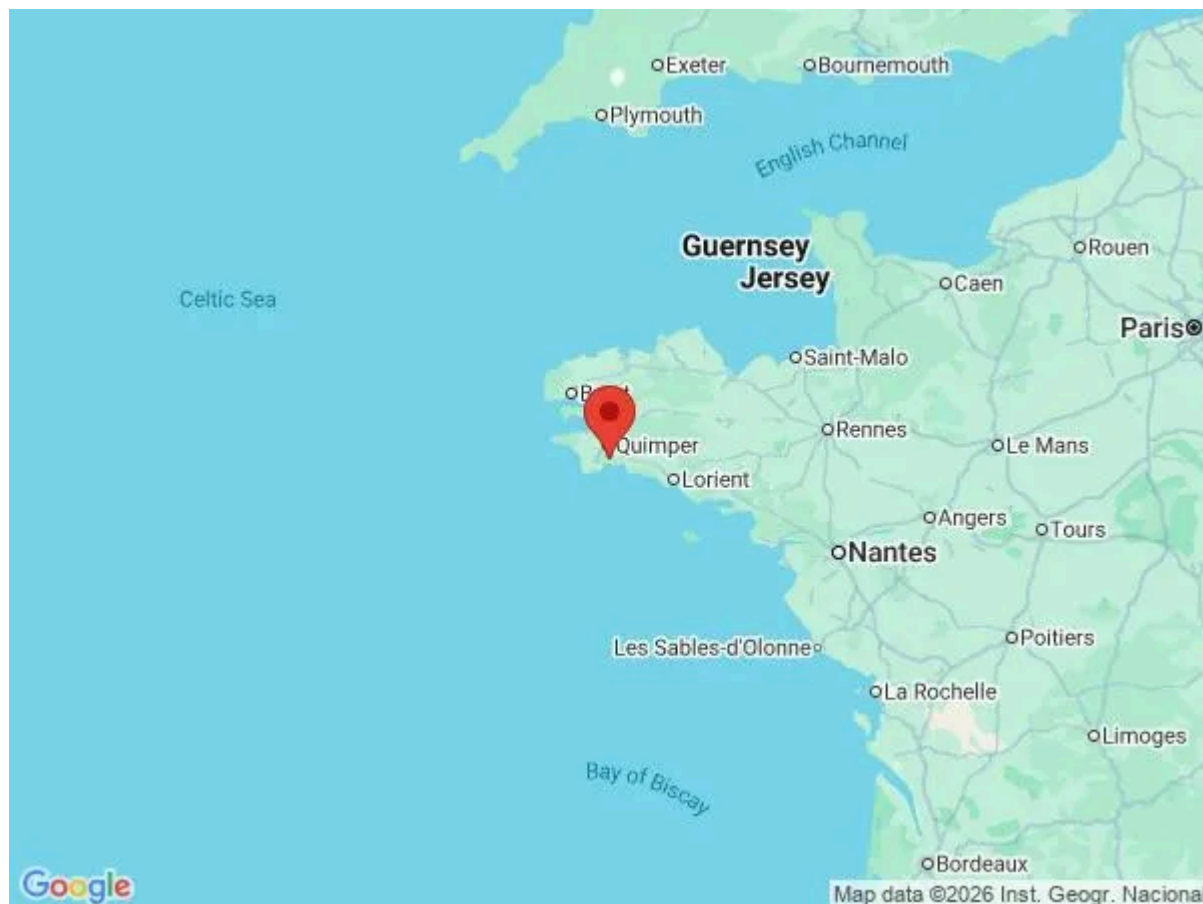 Exeter
Bournemouth
Plymouth
English Channel
Guernsey
Jersey
Rouen
Caen
Celtic Sea
Paris
Saint-Malo
Rennes
Quimper
Le Mans
Lorient
Angers
Tours
Nantes
Poitiers
Les Sables-d'Olonne
La Rochelle
Limoges
Bay of Biscay
Bordeaux
Google
Map data ©2026 Inst. Geogr. Naciona